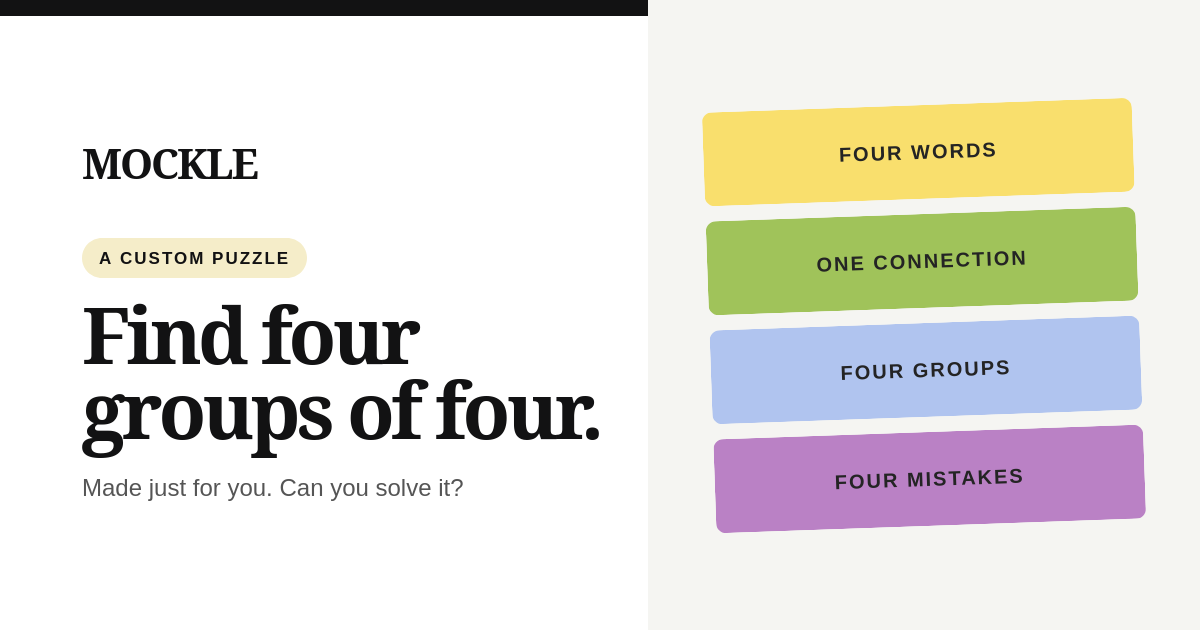 MOCKLE
A CUSTOM PUZZLE
Find four
groups of four.
Made just for you. Can you solve it?
FOUR WORDS
ONE CONNECTION
FOUR GROUPS
FOUR MISTAKES